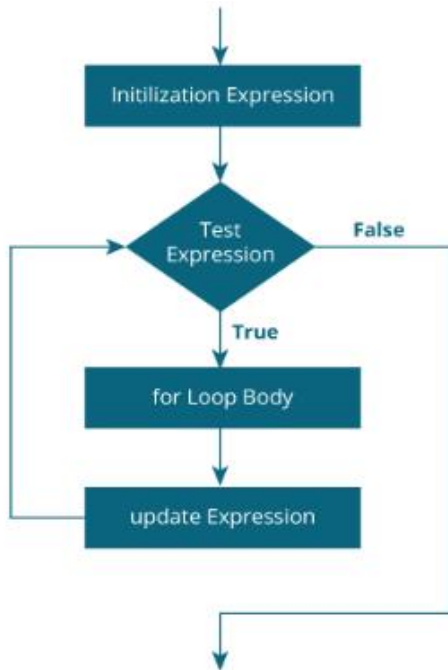 Initilization Expression
Test
Expression
False
True
for Loop Body
update Expression